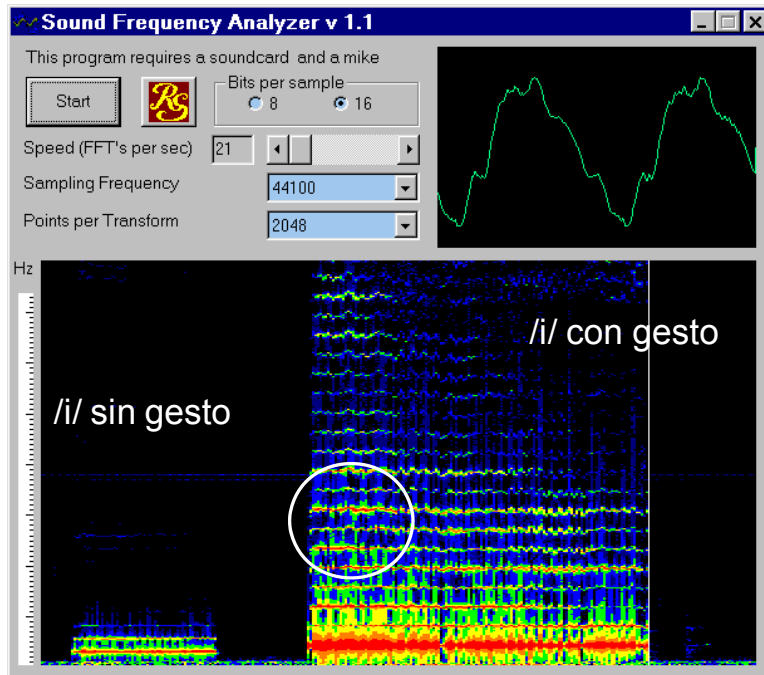 Sound Frequency Analyzer v 1.1
This program requires a soundcard and a mike
Start
RS
Bits per sample
8
16
Speed (FFT's per sec)
21
Sampling Frequency
44100
Points per Transform
2048
Hz
/i/ con gesto
/i/ sin gesto